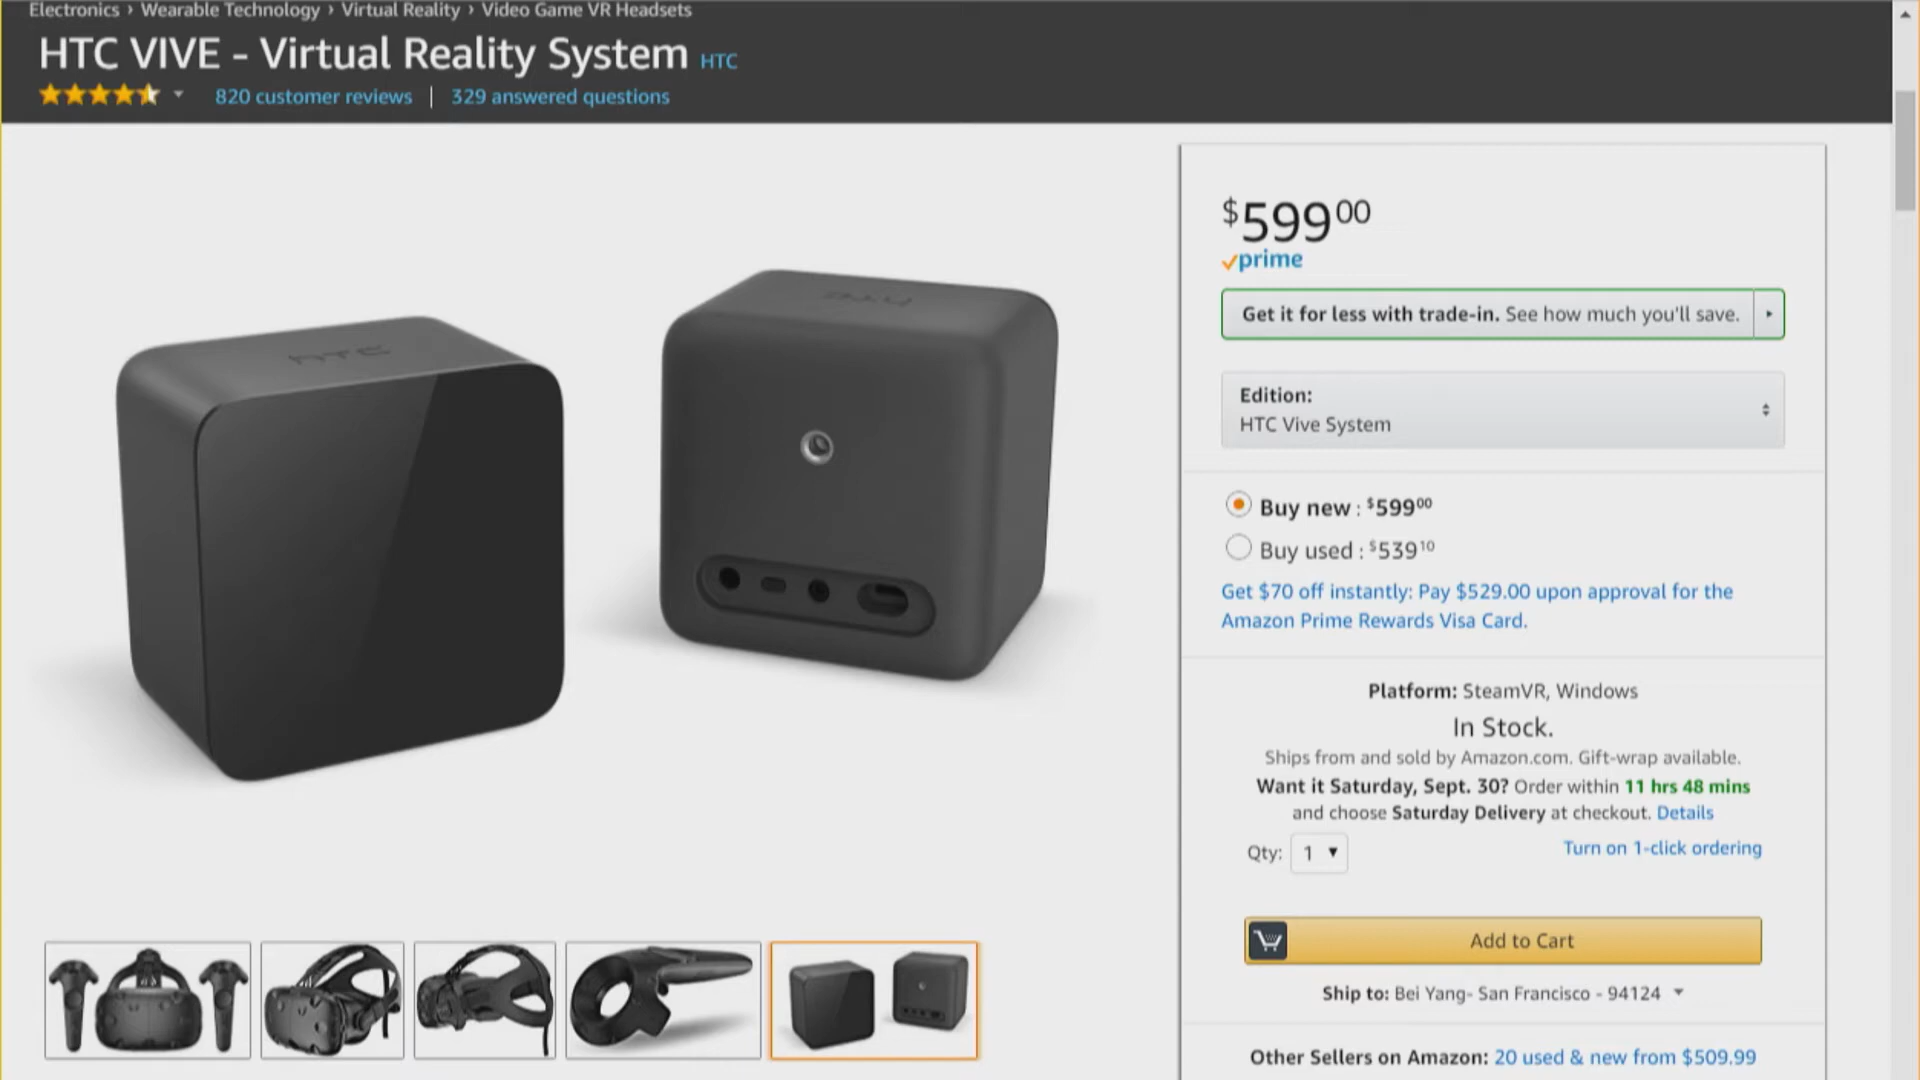 Electronics › Wearable Technology › Virtual Reality › Video Game VR Headsets
HTC VIVE - Virtual Reality System HTC
820 customer reviews | 329 answered questions
$599 00
prime
Get it for less with trade-in. See how much you'll save.
Edition:
HTC Vive System
Buy new : $599 00
Buy used : $539 10
Get $70 off instantly: Pay $529.00 upon approval for the
Amazon Prime Rewards Visa Card.
Platform: SteamVR, Windows
In Stock.
Ships from and sold by Amazon.com. Gift-wrap available.
Want it Saturday, Sept. 30? Order within 11 hrs 48 mins
and choose Saturday Delivery at checkout. Details
Qty: 1
Turn on 1-click ordering
Add to Cart
Ship to: Bei Yang- San Francisco - 94124
Other Sellers on Amazon: 20 used & new from $509.99
hTC
hTC